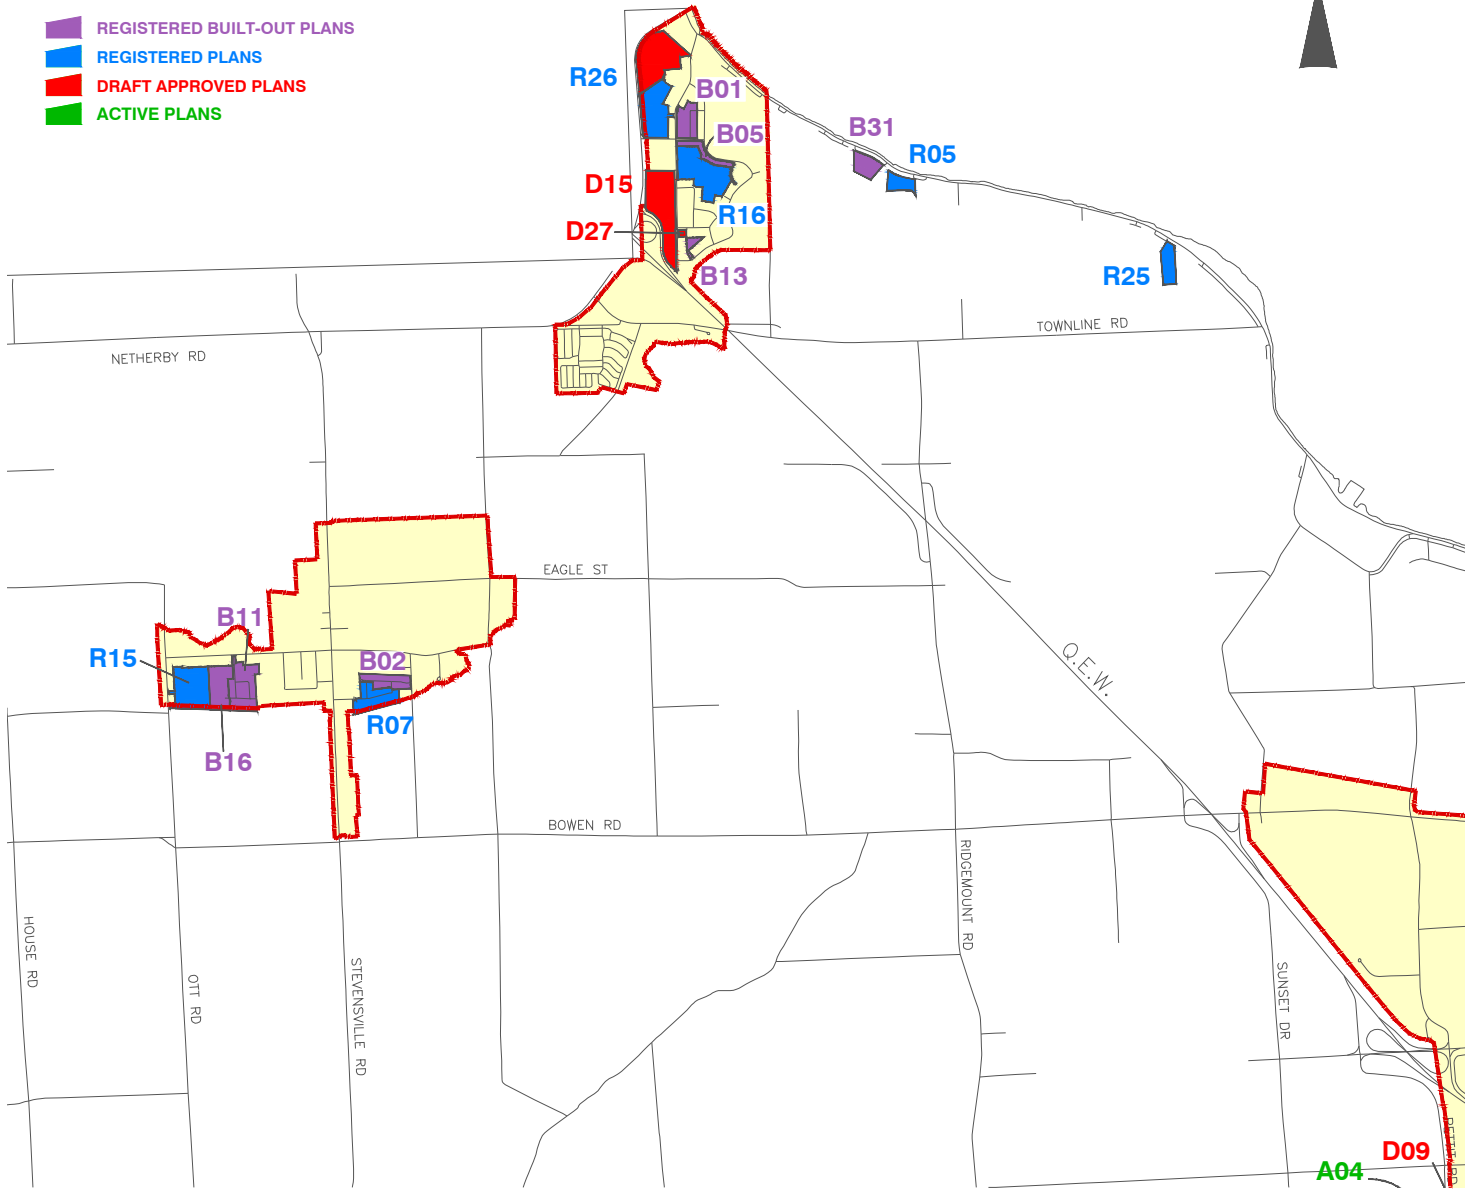 REGISTERED BUILT-OUT PLANS
REGISTERED PLANS
DRAFT APPROVED PLANS
ACTIVE PLANS
R26
B01
B05
B31
R05
D15
R16
D27
B13
R25
TOWNLINE RD
NETHERBY RD
EAGLE ST
B11
R15
B02
Q.E.W.
R07
B16
BOWEN RD
RIDGEMOUNT RD
HOUSE RD
OTT RD
STEVENSVILLE RD
SUNSET DR
PETTIT RD
D09
A04